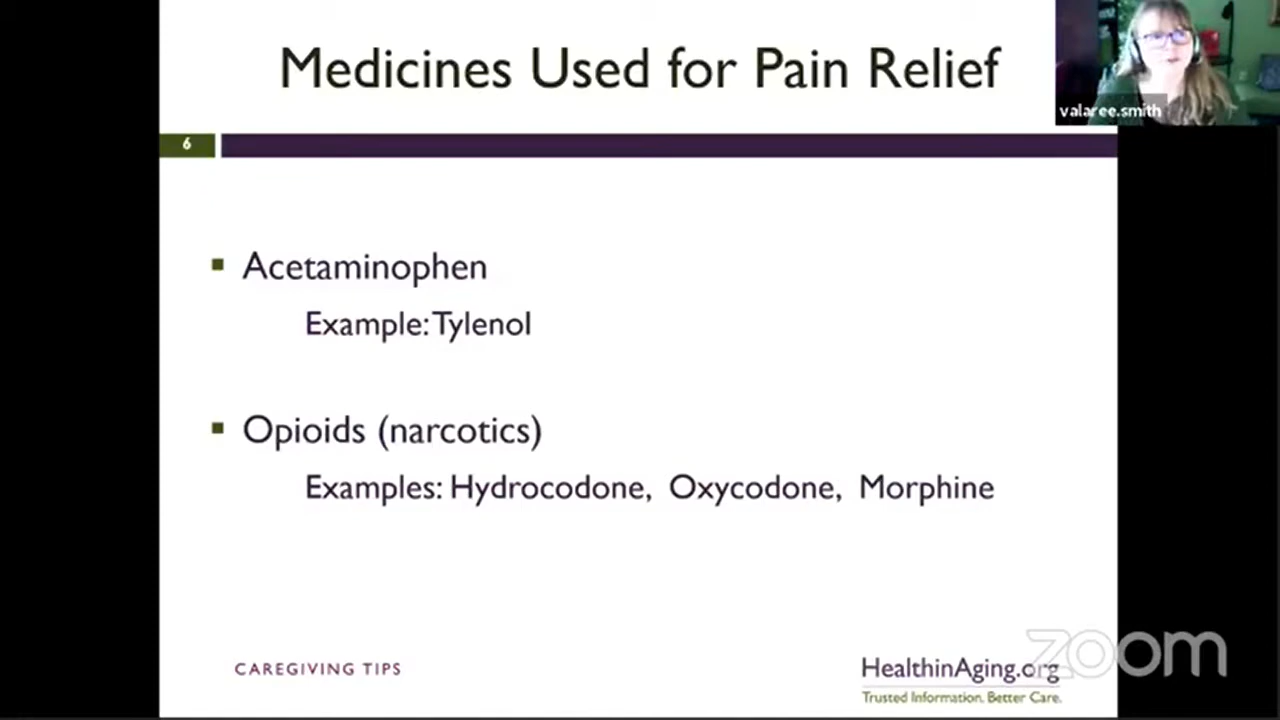 Medicines Used for Pain Relief
valaree.smith
6
Acetaminophen
Example: Tylenol
Opioids (narcotics)
Examples: Hydrocodone, Oxycodone, Morphine
CAREGIVING TIPS
HealthinAging.org
Trusted Information. Better Care.
zoom